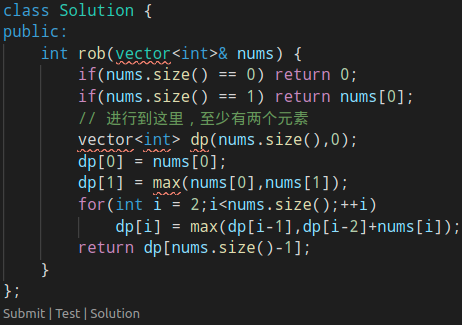 class Solution {
public:
    int rob(vector<int>& nums) {
        if(nums.size() == 0) return 0;
        if(nums.size() == 1) return nums[0];
        // 进行到这里，至少有两个元素
        vector<int> dp(nums.size(),0);
        dp[0] = nums[0];
        dp[1] = max(nums[0],nums[1]);
        for(int i = 2;i<nums.size();++i)
            dp[i] = max(dp[i-1],dp[i-2]+nums[i]);
        return dp[nums.size()-1];
    }
};
Submit | Test | Solution